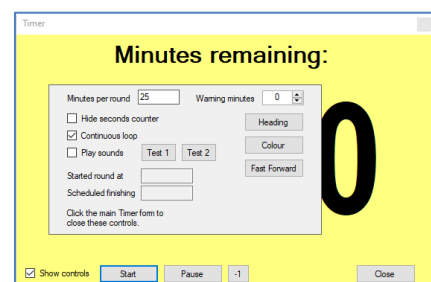 Timer
Minutes remaining:
Minutes per round 25 Warning minutes 0
Hide seconds counter Heading
Continuous loop Colour
Play sounds Test 1 Test 2
Fast Forward
Started round at
Scheduled finishing
Click the main Timer form to
close these controls.
0
Show controls Start Pause -1 Close